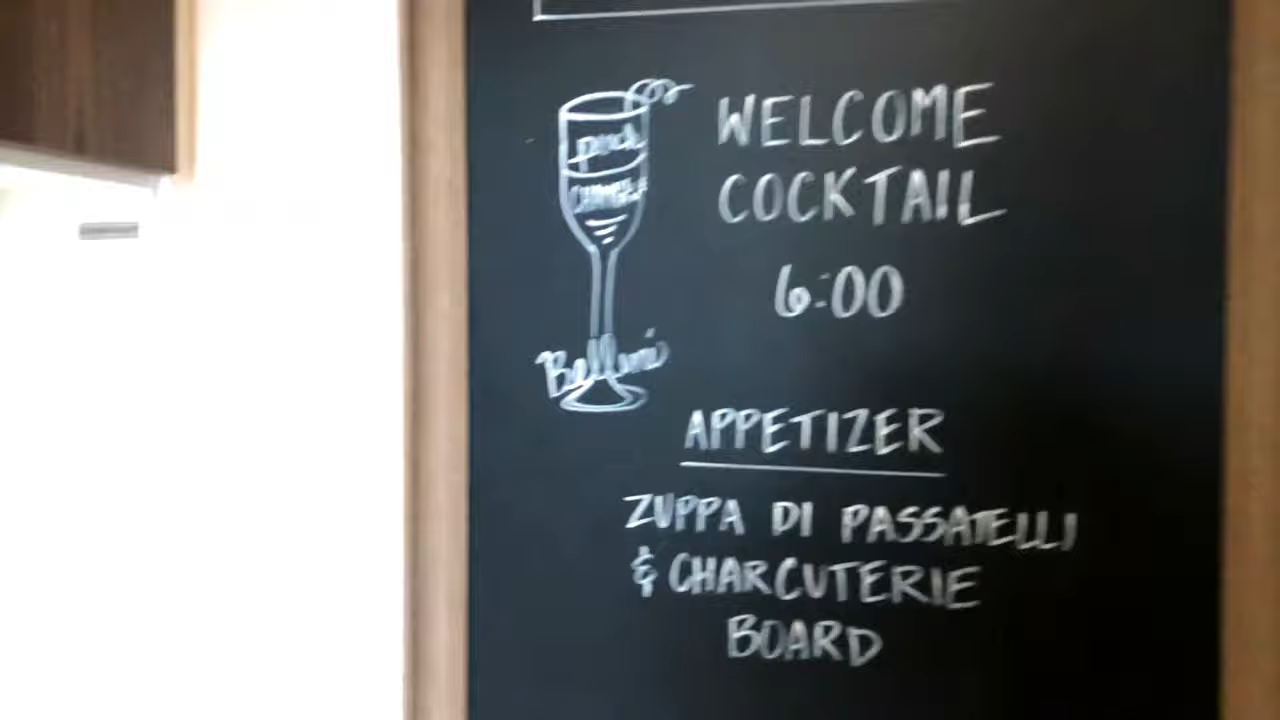 WELCOME
COCKTAIL
6:00
Bellini
APPETIZER
ZUPPA DI PASSATELLI
& CHARCUTERIE
BOARD